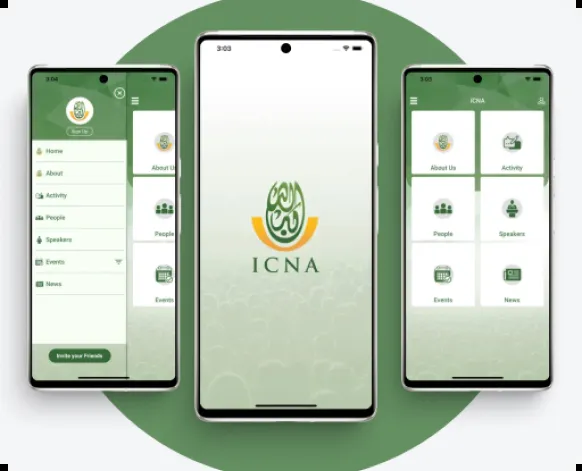 3:04
Sign Up
Home
About
Activity
People
Speakers
Events
News
Invite your Friends
About U
People
Events
3:03
ICNA
3:03
ICNA
About Us
Activity
People
Speakers
Events
News